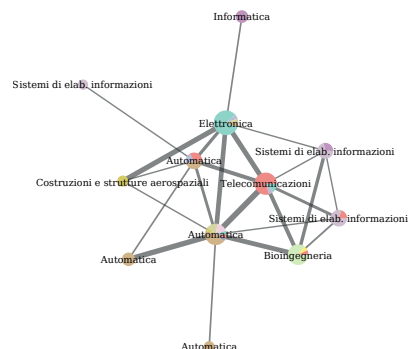 Informatica
Sistemi di elab. informazioni
Elettronica
Sistemi di elab. informazioni
Automatica
Costruzioni e strutture aerospaziali
Telecomunicazioni
Sistemi di elab. informazioni
Automatica
Bioingegneria
Automatica
Automatica